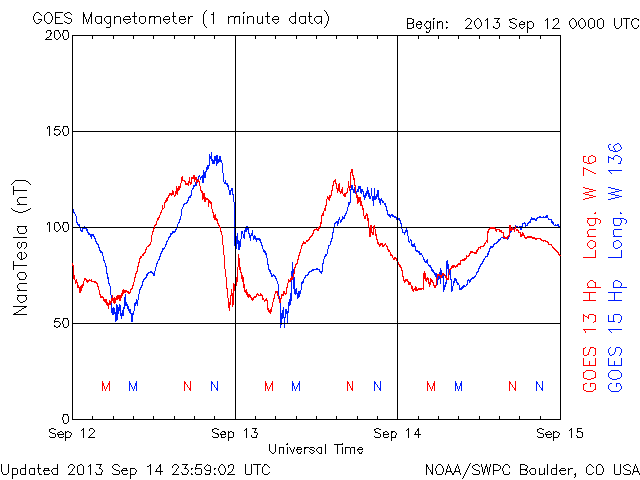 GOES Magnetometer (1 minute data)
Begin: 2013 Sep 12 0000 UTC
200
150
100
50
0
NanoTesla (nT)
M M N N M M N N M M N N
Sep 12 Sep 13 Sep 14 Sep 15
Universal Time
GOES 13 Hp Long. W 76
GOES 15 Hp Long. W 136
Updated 2013 Sep 14 23:59:02 UTC
NOAA/SWPC Boulder, CO USA